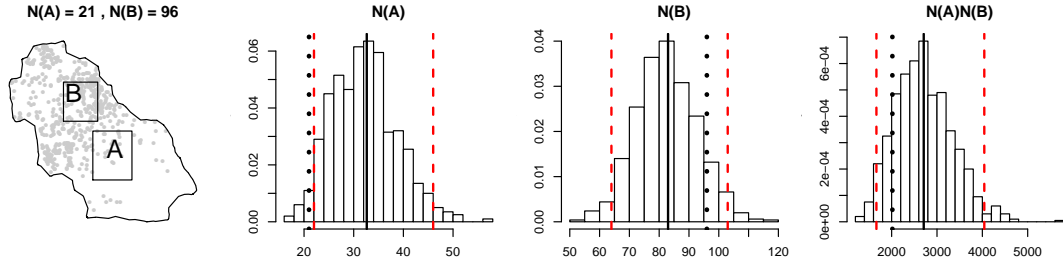 N(A) = 21 , N(B) = 96
B
A
N(A)
0.00 0.02 0.04 0.06
20 30 40 50
N(B)
0.00 0.01 0.02 0.03 0.04
50 60 70 80 90 100 120
N(A)N(B)
0e+00 2e-04 4e-04 6e-04
2000 3000 4000 5000